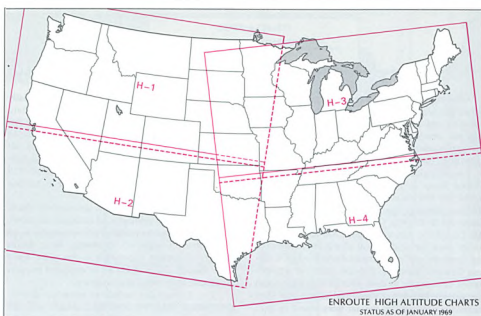 H-1
H-3
H-2
H-4
ENROUTE HIGH ALTITUDE CHARTS
STATUS AS OF JANUARY 1969